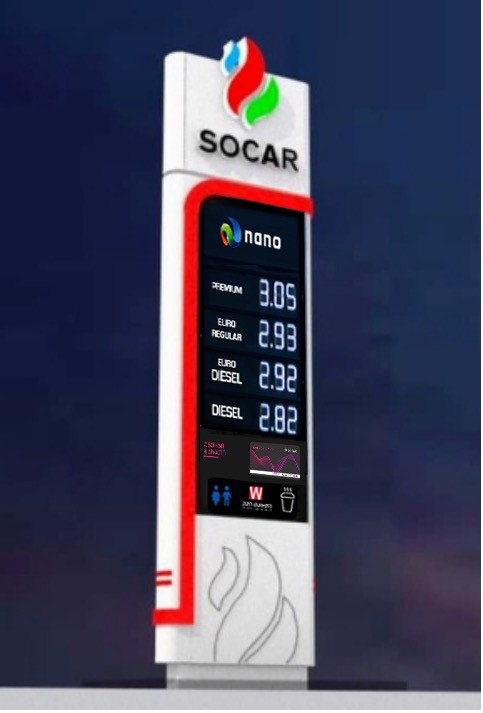 SOCAR
nano
PREMIUM 3.05
EURO
REGULAR 2.93
EURO
DIESEL 2.92
DIESEL 2.82
W